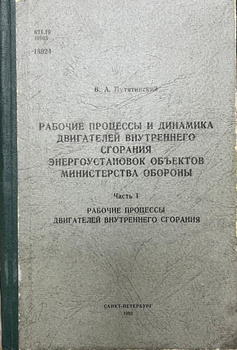 В. А. Путятинский
РАБОЧИЕ ПРОЦЕССЫ И ДИНАМИКА
ДВИГАТЕЛЕЙ ВНУТРЕННЕГО
СГОРАНИЯ
ЭНЕРГОУСТАНОВОК ОБЪЕКТОВ
МИНИСТЕРСТВА ОБОРОНЫ
Часть 1
РАБОЧИЕ ПРОЦЕССЫ
ДВИГАТЕЛЕЙ ВНУТРЕННЕГО СГОРАНИЯ
САНКТ-ПЕТЕРБУРГ